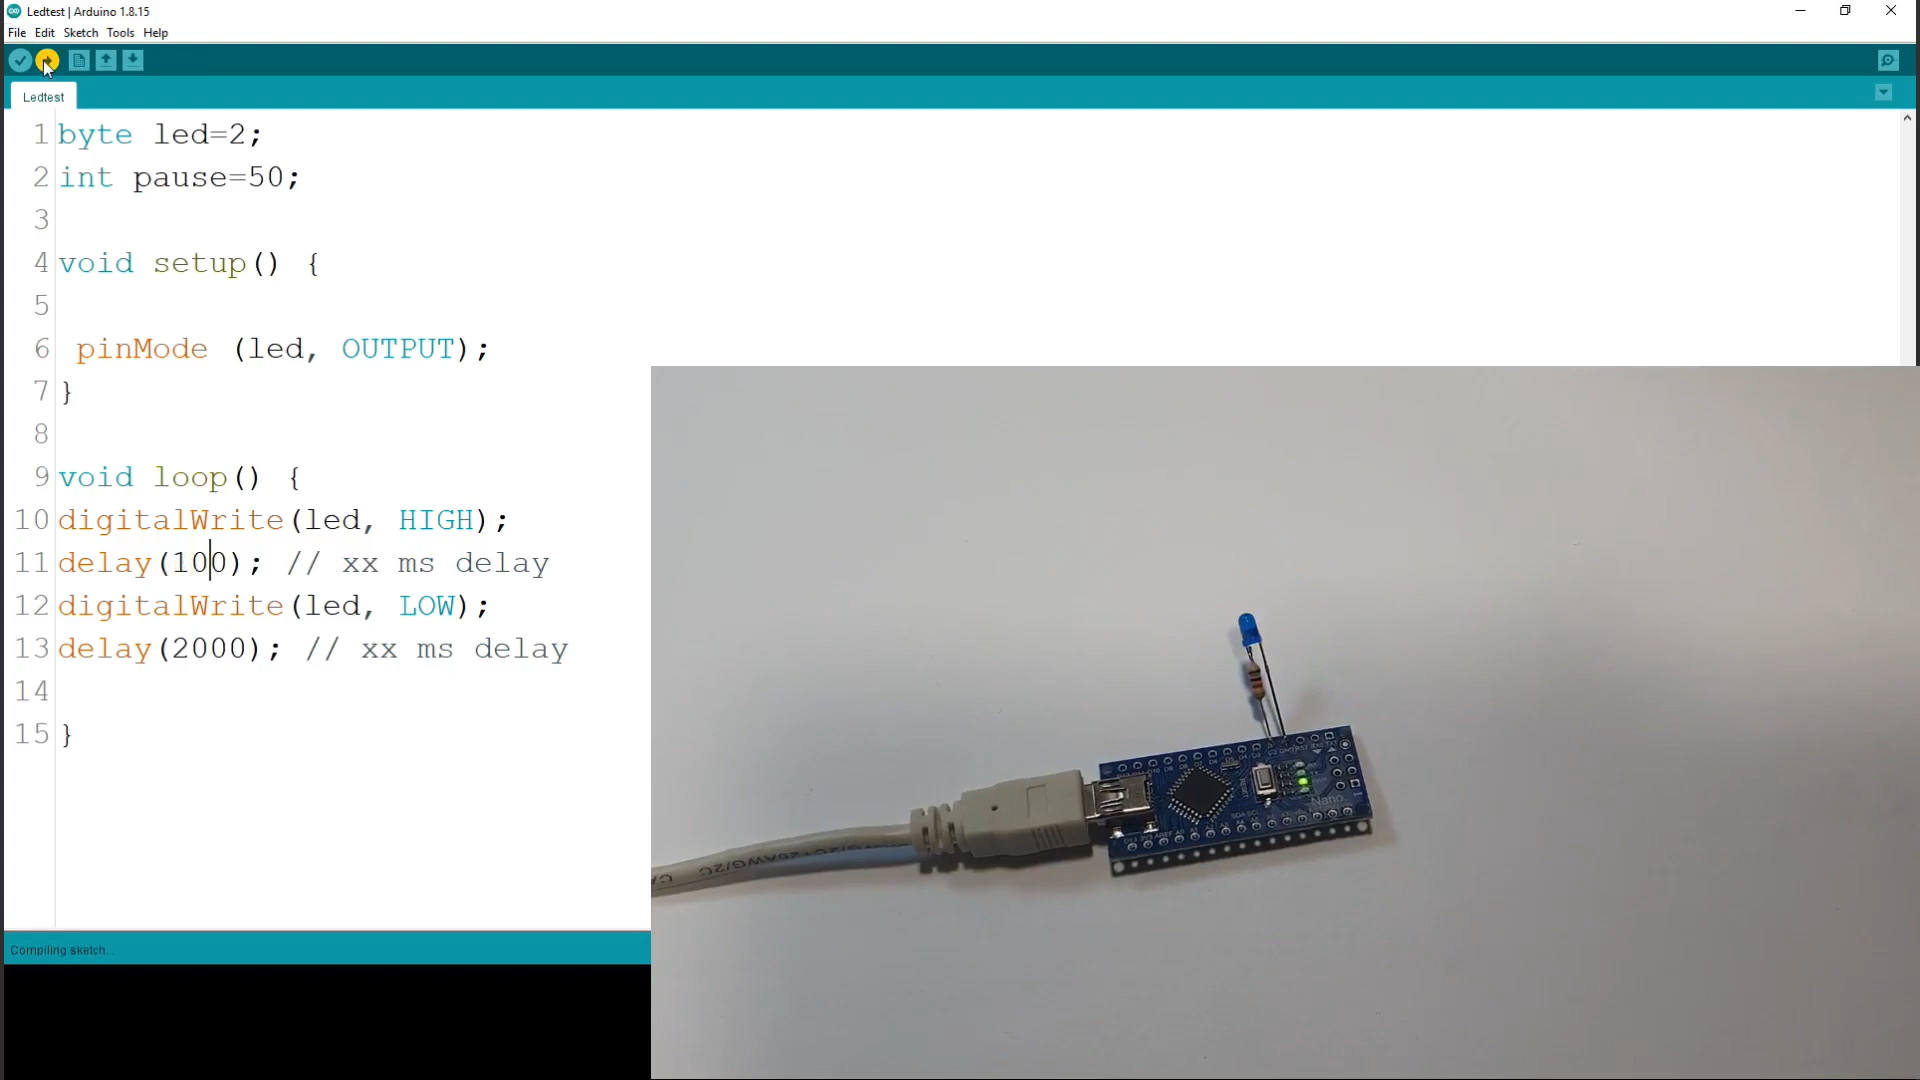 Ledtest | Arduino 1.8.15
File Edit Sketch Tools Help
Ledtest
1 byte led=2;
2 int pause=50;
3
4 void setup() {
5
6 pinMode (led, OUTPUT);
7 }
8
9 void loop() {
10 digitalWrite(led, HIGH);
11 delay(100); // xx ms delay
12 digitalWrite(led, LOW);
13 delay(2000); // xx ms delay
14
15 }
Compiling sketch...
Nano